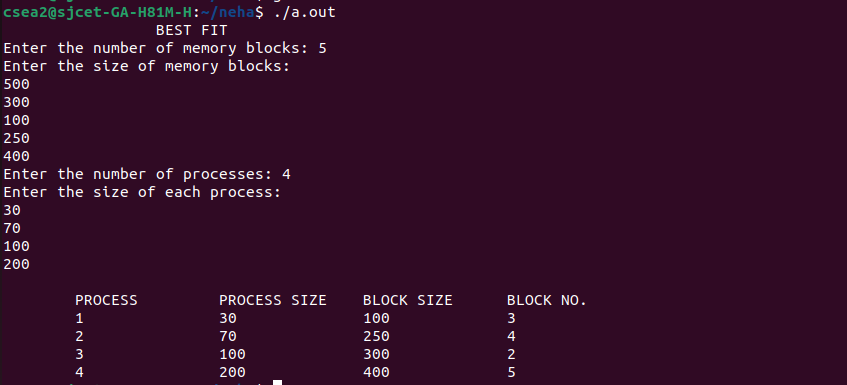 csea2@sjcet-GA-H81M-H:~/neha$ ./a.out
BEST FIT
Enter the number of memory blocks: 5
Enter the size of memory blocks:
500
300
100
250
400
Enter the number of processes: 4
Enter the size of each process:
30
70
100
200
PROCESS PROCESS SIZE BLOCK SIZE BLOCK NO.
1 30 100 3
2 70 250 4
3 100 300 2
4 200 400 5